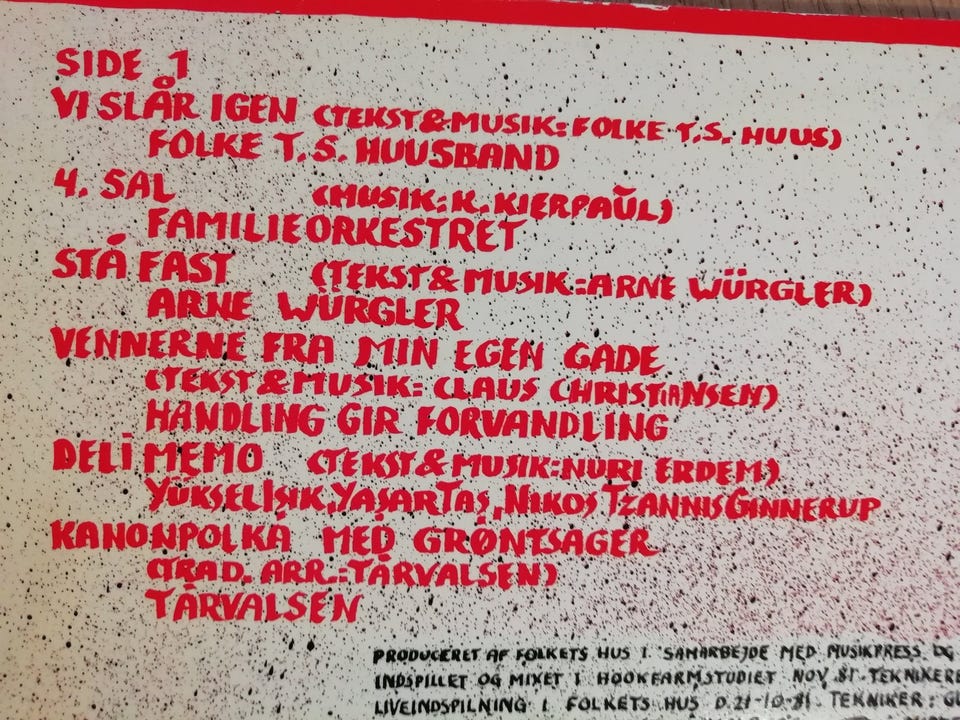 SIDE 1
VI SLÅR IGEN (TEKST&MUSIK: FOLKE T.S. HUUS)
FOLKE T.S. HUUSBAND
4. SAL (MUSIK: K. KIERPAŪL)
FAMILIEORKESTRET
STÅ FAST (TEKST&MUSIK: ARNE WÜRGLER)
ARNE WÜRGLER
VENNERNE FRA MIN EGEN GADE
(TEKST&MUSIK: CLAUS CHRISTIANSEN)
HANDLING GIR FORVANDLING
DELİ MEMO (TEKST&MUSIK: NURI ERDEM)
YÜKSEL IŞIK, YAŞAR TAŞ, NIKOS TZANNIS GINNERUP
KANONPOLKA MED GRØNTSAGER
(TRAD. ARR.: TÅRVALSEN)
TÅRVALSEN
PRODUCERET AF FOLKETS HUS I SAMARBEJDE MED MUSIKPRESS OG
INDSPILLET OG MIXET I HOOKFARMSTUDIET NOV. 81. TEKNIKERE
LIVEINDSPILNING I FOLKETS HUS D. 21-10-81. TEKNIKER: